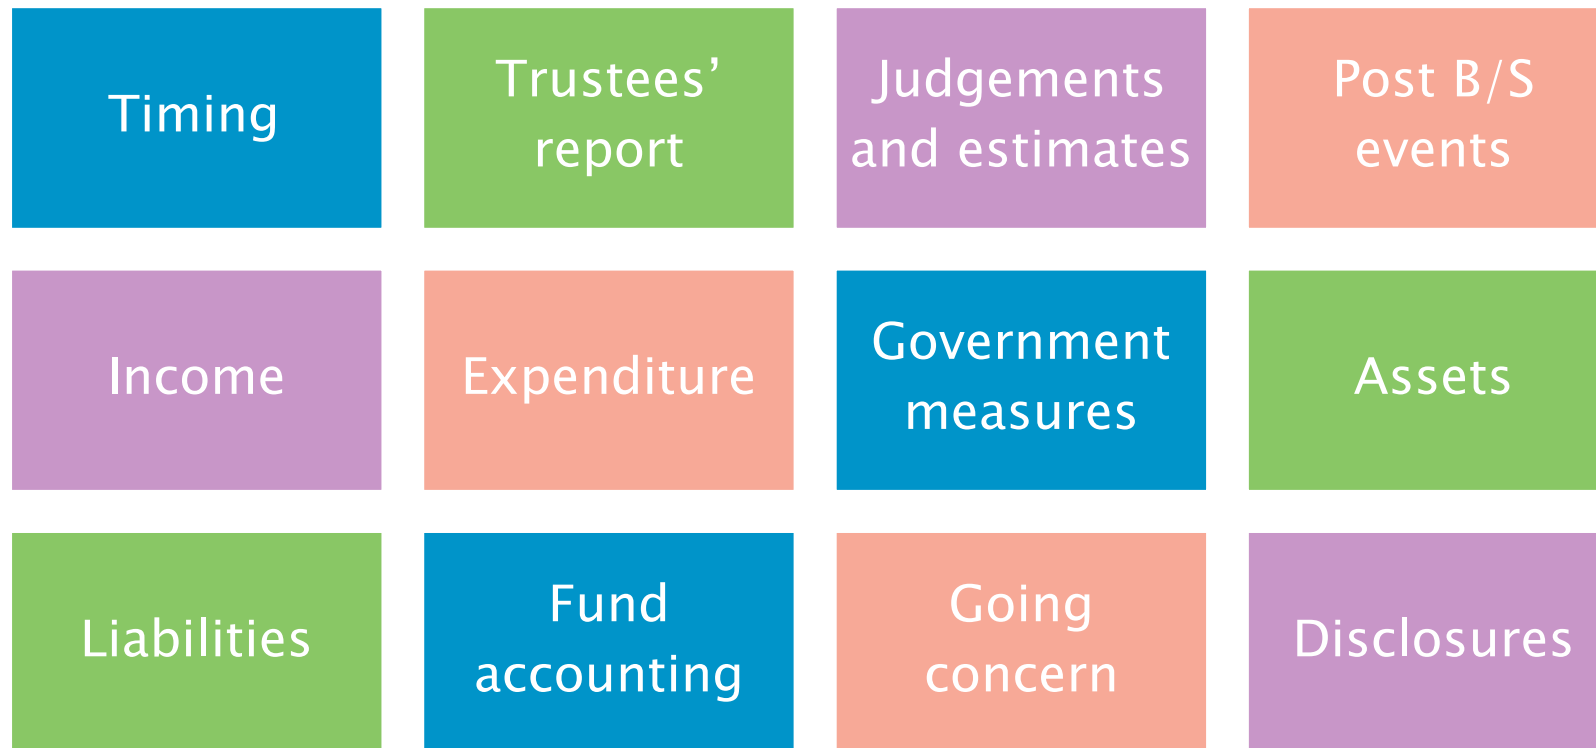 Timing
Trustees’
report
Judgements
and estimates
Post B/S
events
Income
Expenditure
Government
measures
Assets
Liabilities
Fund
accounting
Going
concern
Disclosures